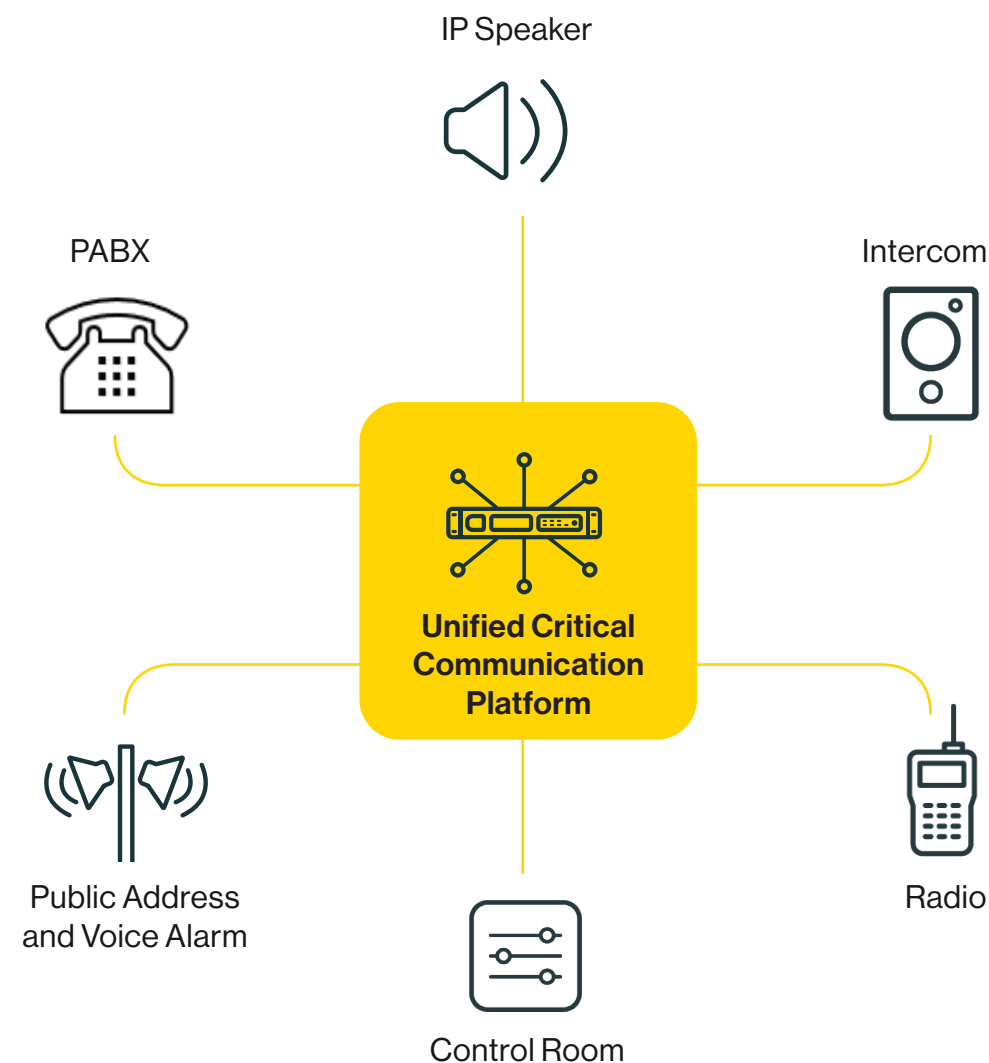 IP Speaker
PABX
Intercom
Unified Critical
Communication
Platform
Public Address
and Voice Alarm
Radio
Control Room